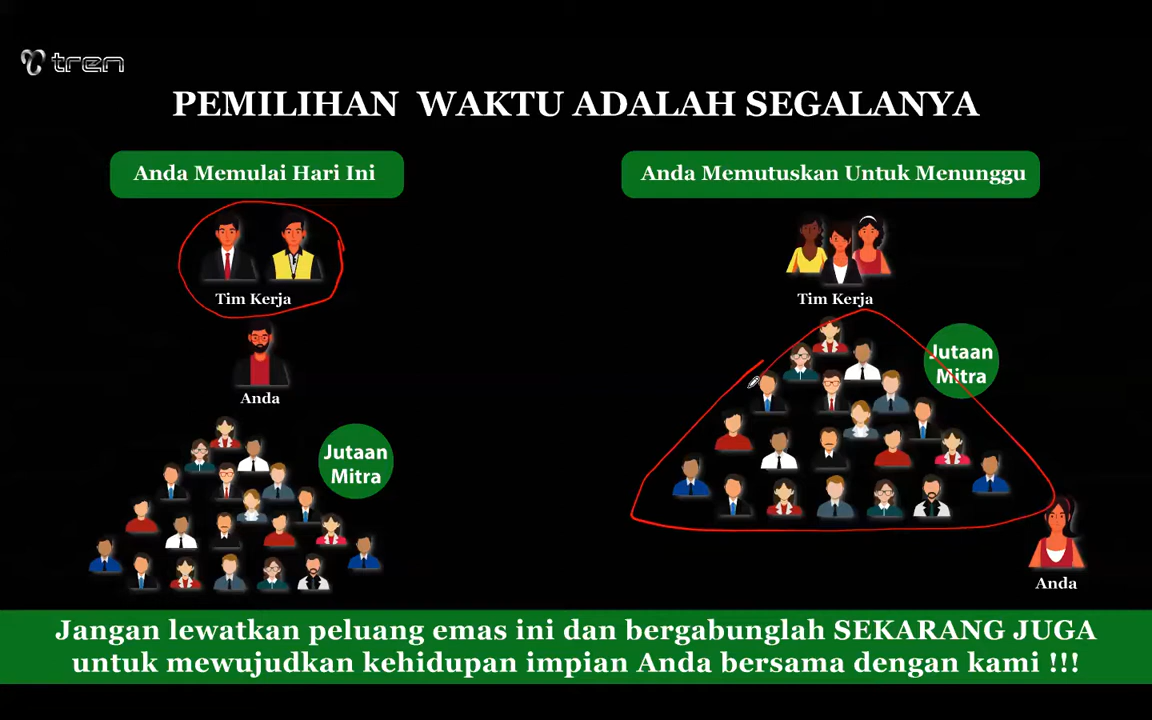 tren
PEMILIHAN WAKTU ADALAH SEGALANYA
Anda Memulai Hari Ini
Tim Kerja
Anda
Jutaan
Mitra
Anda Memutuskan Untuk Menunggu
Tim Kerja
Jutaan
Mitra
Anda
Jangan lewatkan peluang emas ini dan bergabunglah SEKARANG JUGA
untuk mewujudkan kehidupan impian Anda bersama dengan kami !!!